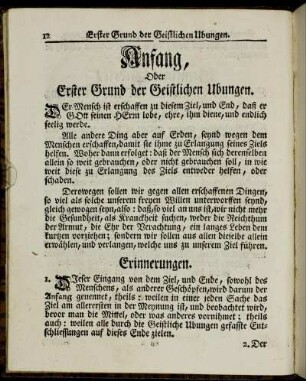 12 Erster Grund der Geistlichen Ubungen.
Anfang,
Oder
Erster Grund der Geistlichen Ubungen.
DEr Mensch ist erschaffen zu diesem Ziel, und End, daß er
GOtt seinen HErrn lobe, ehre, ihm diene, und endlich
seelig werde.
Alle andere Ding aber auf Erden, seynd wegen dem
Menschen erschaffen, damit sie ihme zu Erlangung seines Ziels
helfen. Woher dann erfolget: daß der Mensch sich derenselben
allein so weit gebrauchen, oder nicht gebrauchen soll, in wie
weit diese zu Erlangung des Ziels entweder helfen, oder
schaden.
Derowegen sollen wir gegen allen erschaffenen Dingen,
so viel als solche unserem freyen Willen unterworffen seynd,
gleich gewogen seyn, also: daß, so viel an uns ist, wir nicht mehr
die Gesundheit, als Kranckheit suchen, weder die Reichthum
der Armut, die Ehr der Verachtung, ein langes Leben dem
kurtzen vorziehen; sondern wir sollen aus allen dieselbe allein
erwählen, und verlangen, welche uns zu unserem Ziel führen.
Erinnerungen.
1. DIeser Eingang von dem Ziel, und Ende, sowohl des
Menschens, als anderer Geschöpfen, wird darum der
Anfang genennet, theils: weilen in einer jeden Sache das
Ziel am allerersten in der Meynung ist, und beobachtet wird,
bevor man die Mittel, oder was anderes vornihmet; theils
auch: weilen alle durch die Geistliche Ubungen gefaßte Ent-
schliessungen auf dieses Ende zielen.
2. Der